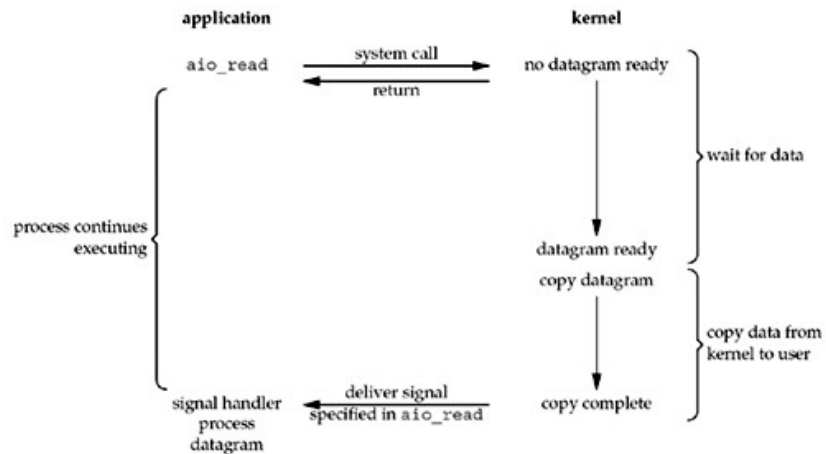 application
kernel
system call
aio_read
no datagram ready
return
wait for data
process continues
executing
datagram ready
copy datagram
copy data from
kernel to user
deliver signal
signal handler
specified in aio_read
copy complete
process
datagram